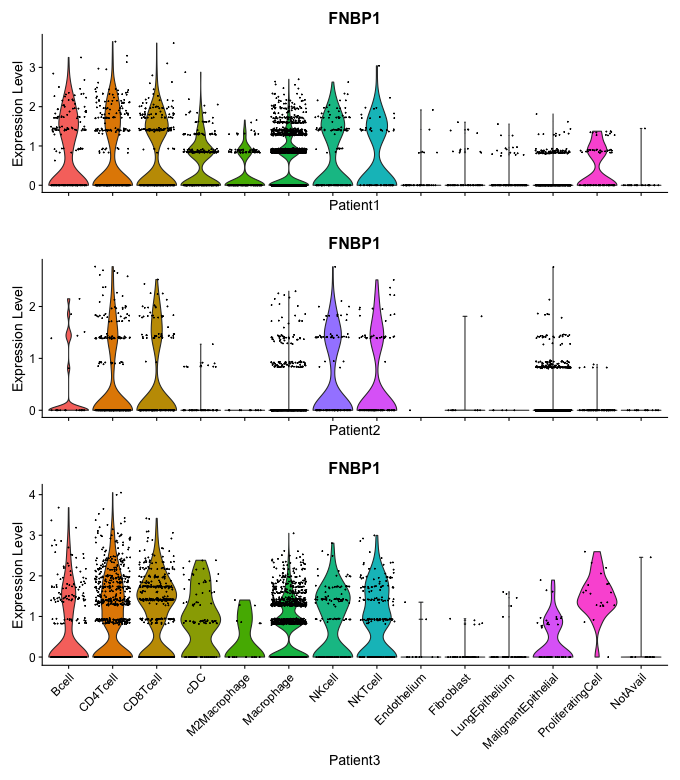 FNBP1
Expression Level
3
2
1
0
Patient1
FNBP1
Expression Level
2
1
0
Patient2
FNBP1
Expression Level
4
3
2
1
0
Bcell
CD4Tcell
CD8Tcell
cDC
M2Macrophage
Macrophage
NKcell
NKTcell
Endothelium
Fibroblast
LungEpithelium
MalignantEpithelial
ProliferatingCell
NotAvail
Patient3